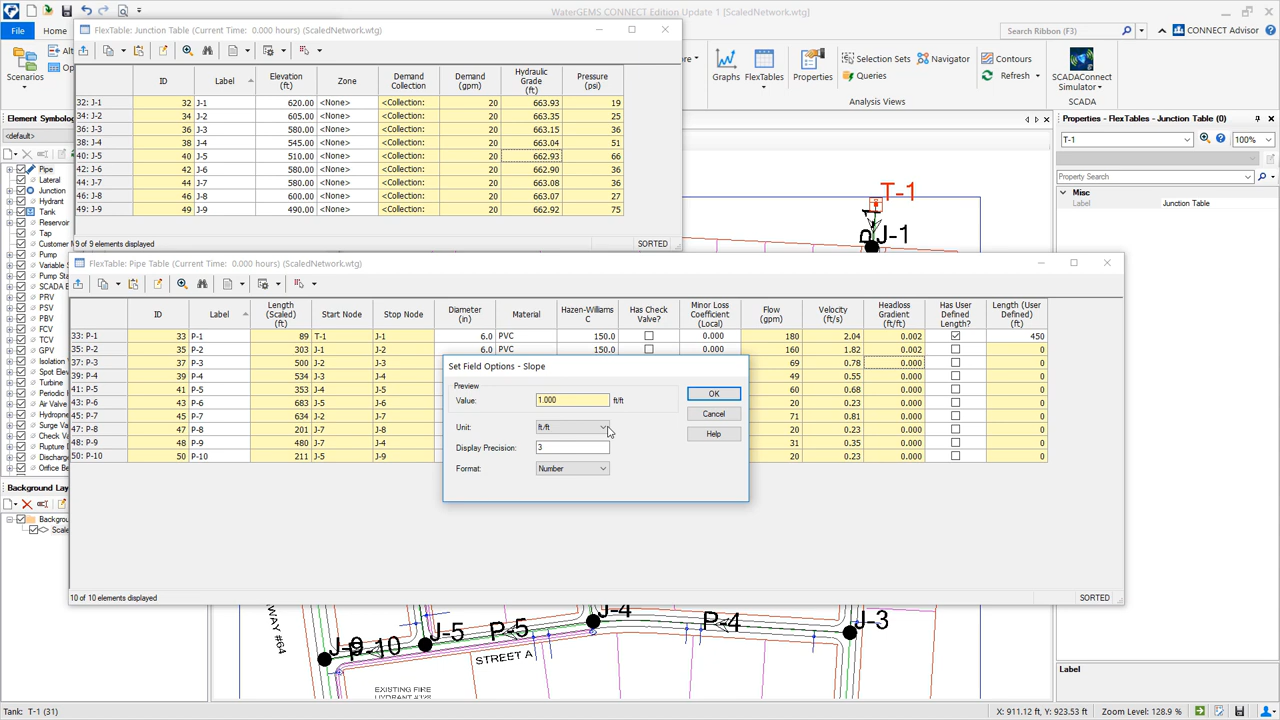 WaterGEMS CONNECT Edition Update 1 [ScaledNetwork.wtg]
File Home
Search Ribbon (F3) CONNECT Advisor
Scenarios
Graphs FlexTables Properties Selection Sets Navigator Contours
Queries Refresh SCADAConnect Simulator
Analysis Views SCADA
FlexTable: Junction Table (Current Time: 0.000 hours) (ScaledNetwork.wtg)
ID Label Elevation (ft) Zone Demand Collection Demand (gpm) Hydraulic Grade (ft) Pressure (psi)
32: J-1 32 J-1 620.00 <None> <Collection: 20 663.93 19
34: J-2 34 J-2 605.00 <None> <Collection: 20 663.35 25
36: J-3 36 J-3 580.00 <None> <Collection: 20 663.15 36
38: J-4 38 J-4 545.00 <None> <Collection: 20 663.04 51
40: J-5 40 J-5 510.00 <None> <Collection: 20 662.93 66
42: J-6 42 J-6 580.00 <None> <Collection: 20 662.90 36
44: J-7 44 J-7 580.00 <None> <Collection: 20 663.08 36
46: J-8 46 J-8 600.00 <None> <Collection: 20 663.07 27
49: J-9 49 J-9 490.00 <None> <Collection: 20 662.92 75
9 of 9 elements displayed SORTED
Element Symbology
<default>
Pipe
Lateral
Junction
Hydrant
Tank
Reservoir
Tap
Customer M
Pump
Variable S
Pump Sta
SCADA E
PRV
PSV
PBV
FCV
TCV
GPV
Isolation
Spot Elev
Turbine
Periodic H
Air Valve
Hydropne
Surge Va
Check Va
Rupture
Discharge
Orifice Be
Background Lay
Backgrou
Scale
FlexTable: Pipe Table (Current Time: 0.000 hours) (ScaledNetwork.wtg)
ID Label Length (Scaled) (ft) Start Node Stop Node Diameter (in) Material Hazen-Williams C Has Check Valve? Minor Loss Coefficient (Local) Flow (gpm) Velocity (ft/s) Headloss Gradient (ft/ft) Has User Defined Length? Length (User Defined) (ft)
33: P-1 33 P-1 89 T-1 J-1 6.0 PVC 150.0 0.000 180 2.04 0.002 450
35: P-2 35 P-2 303 J-1 J-2 6.0 PVC 150.0 0.000 160 1.82 0.002 0
37: P-3 37 P-3 500 J-2 J-3 69 0.78 0.000 0
39: P-4 39 P-4 534 J-3 J-4 49 0.55 0.000 0
41: P-5 41 P-5 353 J-4 J-5 60 0.68 0.000 0
43: P-6 43 P-6 683 J-5 J-6 20 0.23 0.000 0
45: P-7 45 P-7 634 J-2 J-7 71 0.81 0.000 0
47: P-8 47 P-8 201 J-7 J-8 20 0.23 0.000 0
48: P-9 48 P-9 480 J-7 J-4 31 0.35 0.000 0
50: P-10 50 P-10 211 J-5 J-9 20 0.23 0.000 0
10 of 10 elements displayed SORTED
Set Field Options - Slope
Preview
Value: 1.000 ft/ft
Unit: ft/ft
Display Precision: 3
Format: Number
OK
Cancel
Help
Properties - FlexTables - Junction Table (0)
T-1 100%
Property Search
Misc
Label Junction Table
Label
T-1
J-1
J-4
P-4
J-3
J-5
P-5
J-9
P-10
STREET A
WAY #64
EXISTING FIRE
HYDRANT #128
Tank: T-1 (31) X: 911.12 ft, Y: 923.53 ft Zoom Level: 128.9 %